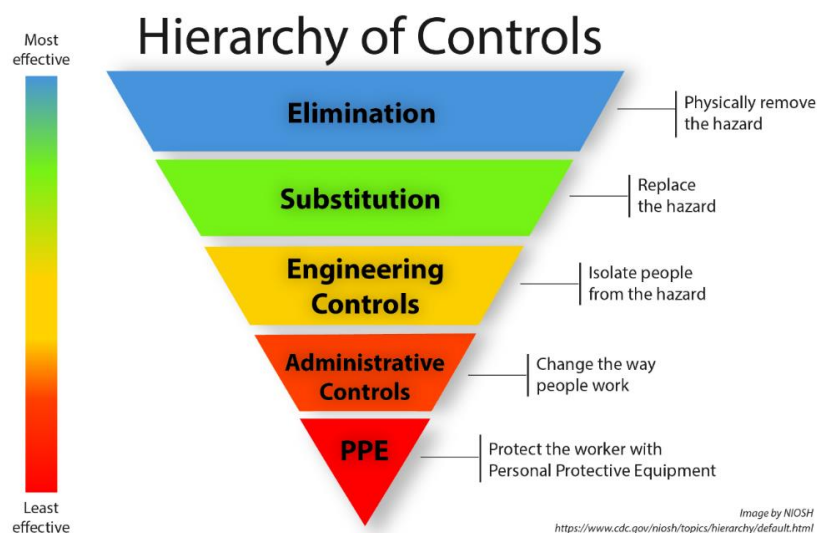 Hierarchy of Controls
Most
effective
Elimination
Physically remove
the hazard
Substitution
Replace
the hazard
Engineering
Controls
Isolate people
from the hazard
Administrative
Controls
Change the way
people work
PPE
Protect the worker with
Personal Protective Equipment
Least
effective
Image by NIOSH
https://www.cdc.gov/niosh/topics/hierarchy/default.html